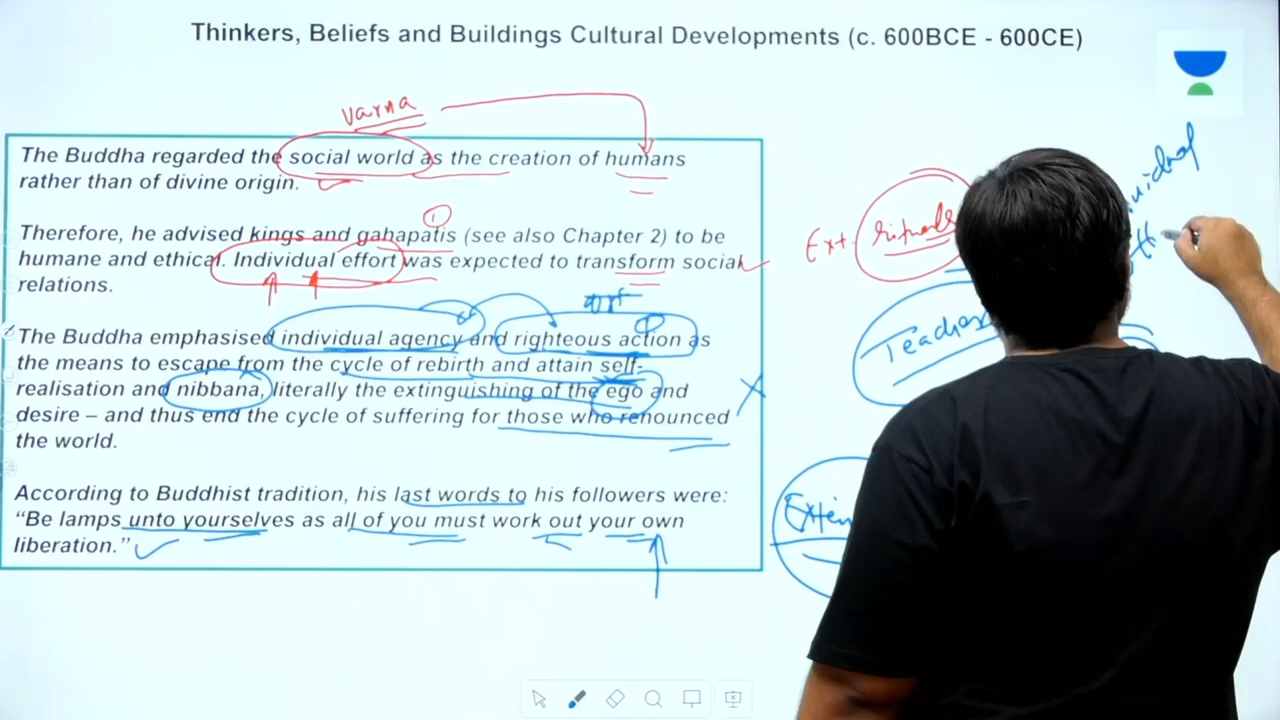 Thinkers, Beliefs and Buildings Cultural Developments (c. 600BCE - 600CE)
varna
The Buddha regarded the social world as the creation of humans
rather than of divine origin.
1
Therefore, he advised kings and gahapatis (see also Chapter 2) to be
humane and ethical. Individual effort was expected to transform social
relations.
The Buddha emphasised individual agency and righteous action as
the means to escape from the cycle of rebirth and attain self-
realisation and nibbana, literally the extinguishing of the ego and
desire – and thus end the cycle of suffering for those who renounced
the world.
According to Buddhist tradition, his last words to his followers were:
“Be lamps unto yourselves as all of you must work out your own
liberation.”
Ext. rituals
Teacher